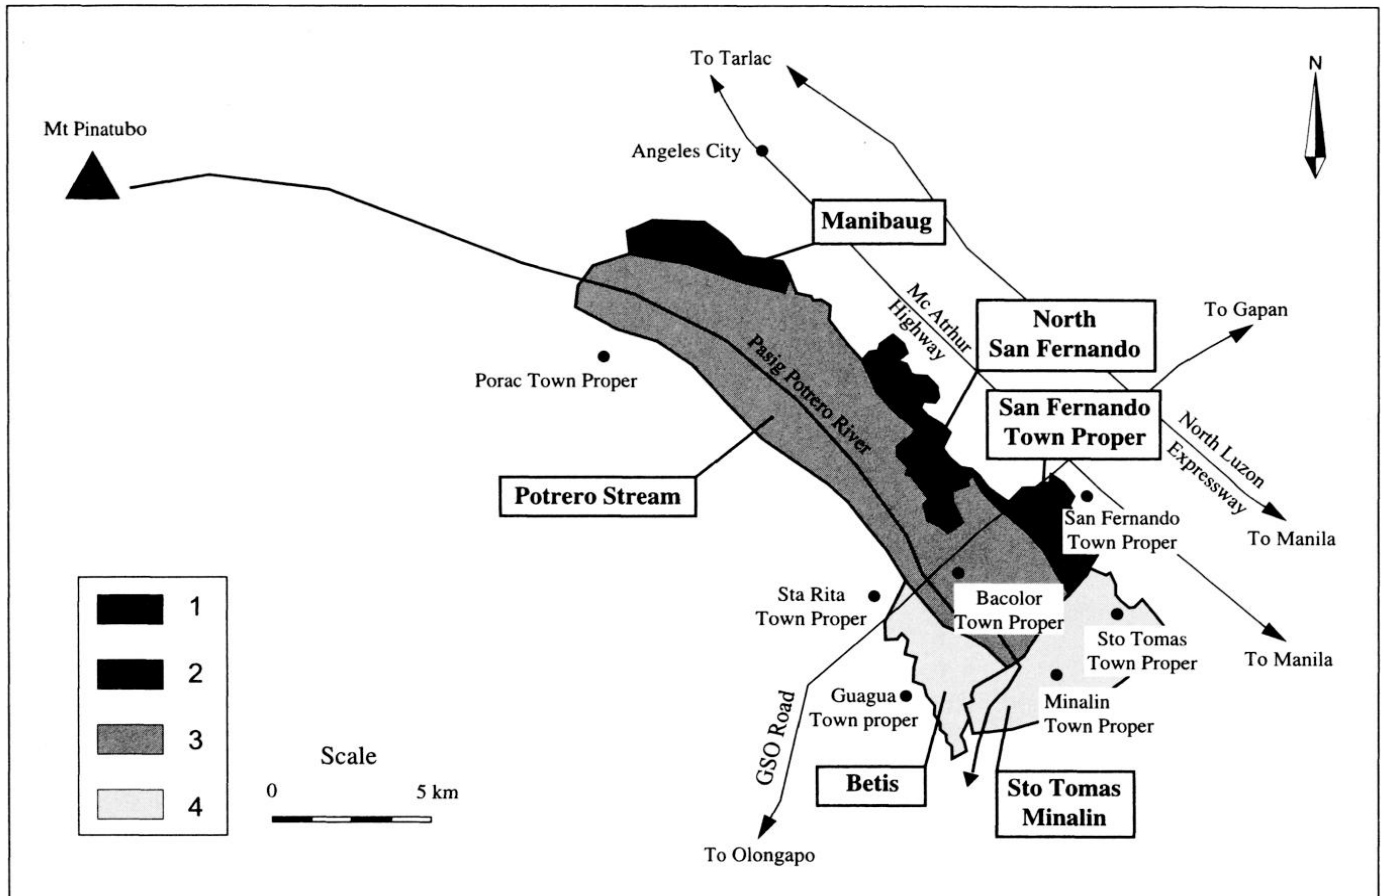 To Tarlac
N
Mt Pinatubo
Angeles City
Manibaug
Mc Atrhur
Highway
North
San Fernando
To Gapan
Porac Town Proper
Pasig Potrero River
San Fernando
Town Proper
North Luzon
Expressway
Potrero Stream
San Fernando
Town Proper
To Manila
Sta Rita
Town Proper
Bacolor
Town Proper
Sto Tomas
Town Proper
To Manila
Guagua
Town proper
Minalin
Town Proper
GSO Road
Betis
Sto Tomas
Minalin
To Olongapo
1
2
3
4
Scale
0 5 km